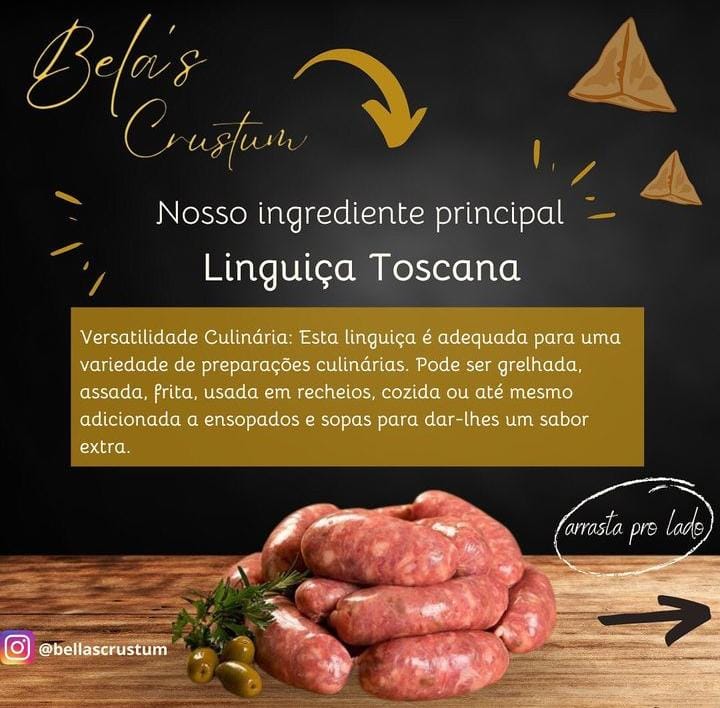 Bela's
Crustum
Nosso ingrediente principal
Linguiça Toscana
Versatilidade Culinária: Esta linguiça é adequada para uma
variedade de preparações culinárias. Pode ser grelhada,
assada, frita, usada em recheios, cozida ou até mesmo
adicionada a ensopados e sopas para dar-lhes um sabor
extra.
arrasta pro lado
@bellascrustum